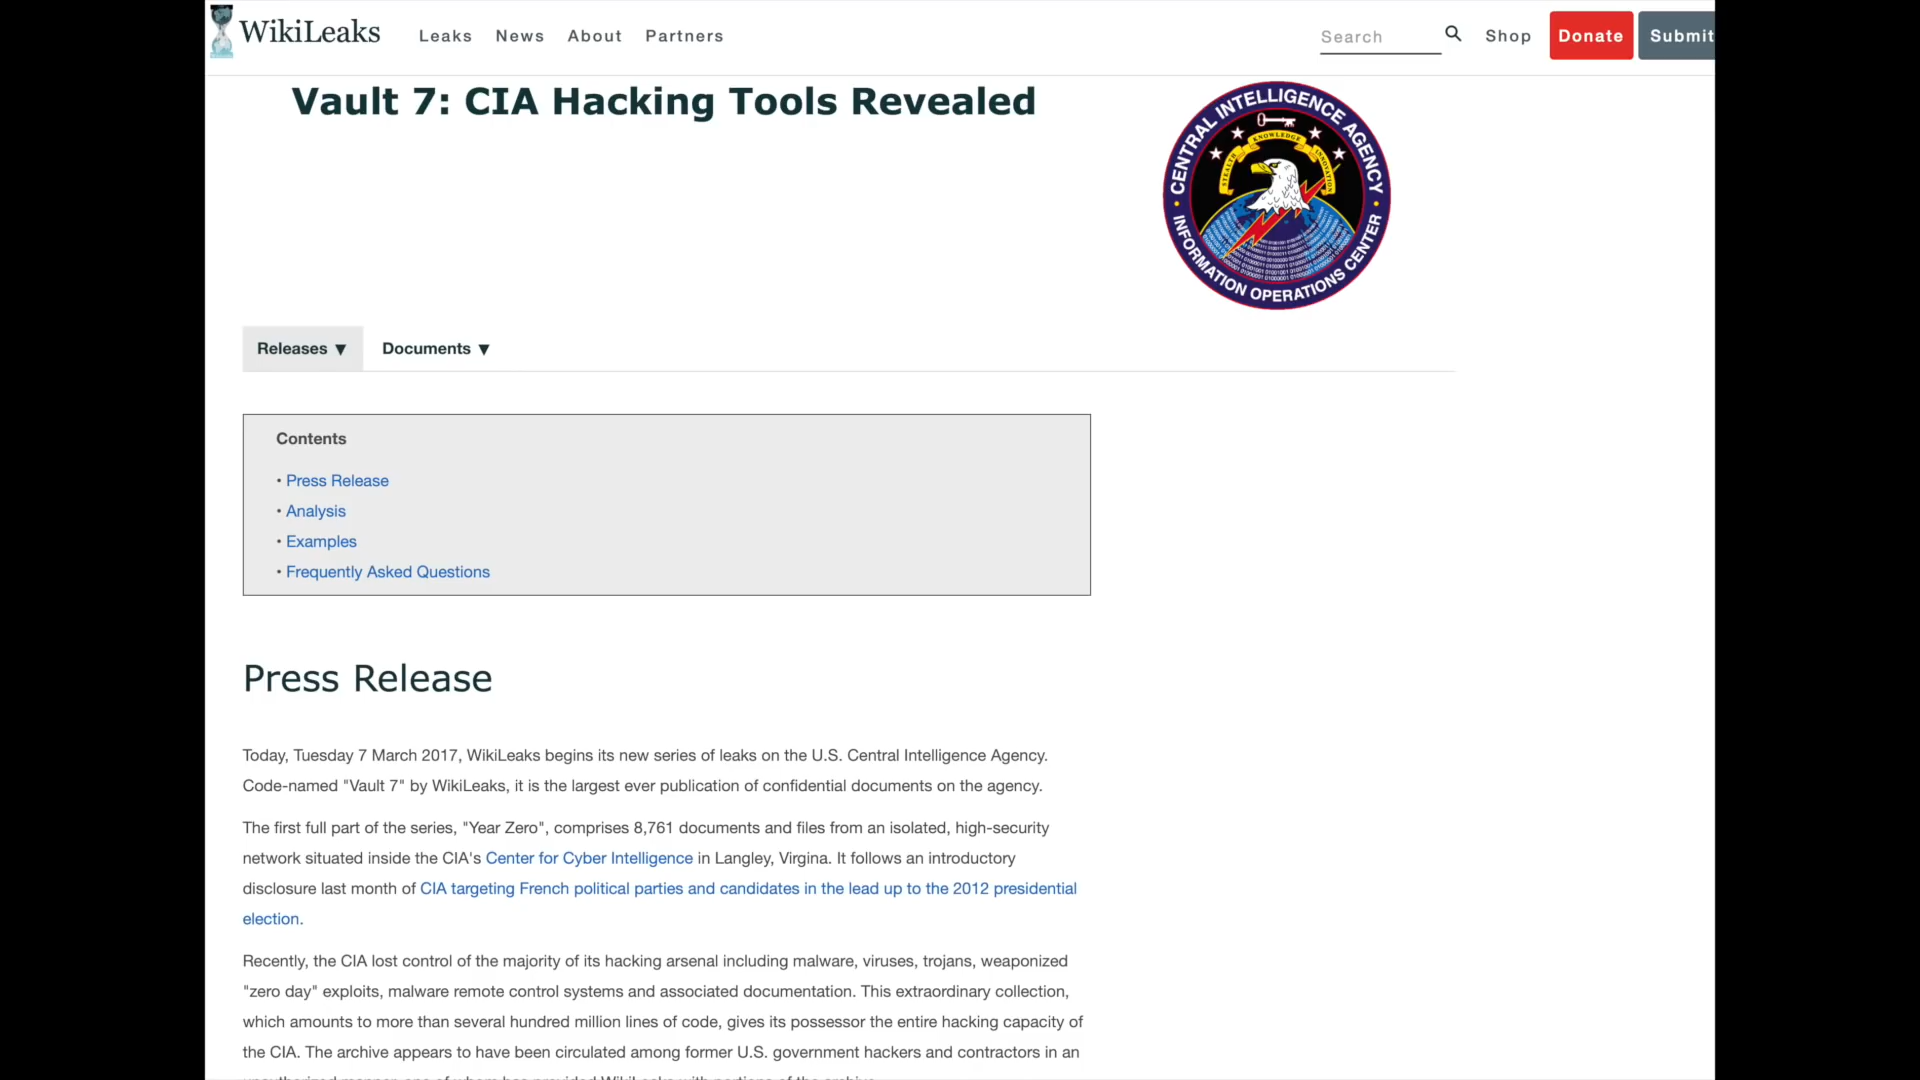 WikiLeaks
Leaks News About Partners
Search
Shop
Donate
Submit
Vault 7: CIA Hacking Tools Revealed
CENTRAL INTELLIGENCE AGENCY
STEALTH KNOWLEDGE INNOVATION
INFORMATION OPERATIONS CENTER
Releases ▼ Documents ▼
Contents
• Press Release
• Analysis
• Examples
• Frequently Asked Questions
Press Release
Today, Tuesday 7 March 2017, WikiLeaks begins its new series of leaks on the U.S. Central Intelligence Agency.
Code-named "Vault 7" by WikiLeaks, it is the largest ever publication of confidential documents on the agency.
The first full part of the series, "Year Zero", comprises 8,761 documents and files from an isolated, high-security
network situated inside the CIA's Center for Cyber Intelligence in Langley, Virgina. It follows an introductory
disclosure last month of CIA targeting French political parties and candidates in the lead up to the 2012 presidential
election.
Recently, the CIA lost control of the majority of its hacking arsenal including malware, viruses, trojans, weaponized
"zero day" exploits, malware remote control systems and associated documentation. This extraordinary collection,
which amounts to more than several hundred million lines of code, gives its possessor the entire hacking capacity of
the CIA. The archive appears to have been circulated among former U.S. government hackers and contractors in an